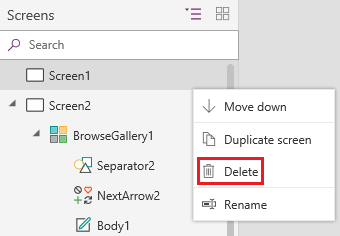 Screens
Search
Screen1
Screen2
BrowseGallery1
Separator2
NextArrow2
Body1
Move down
Duplicate screen
Delete
Rename